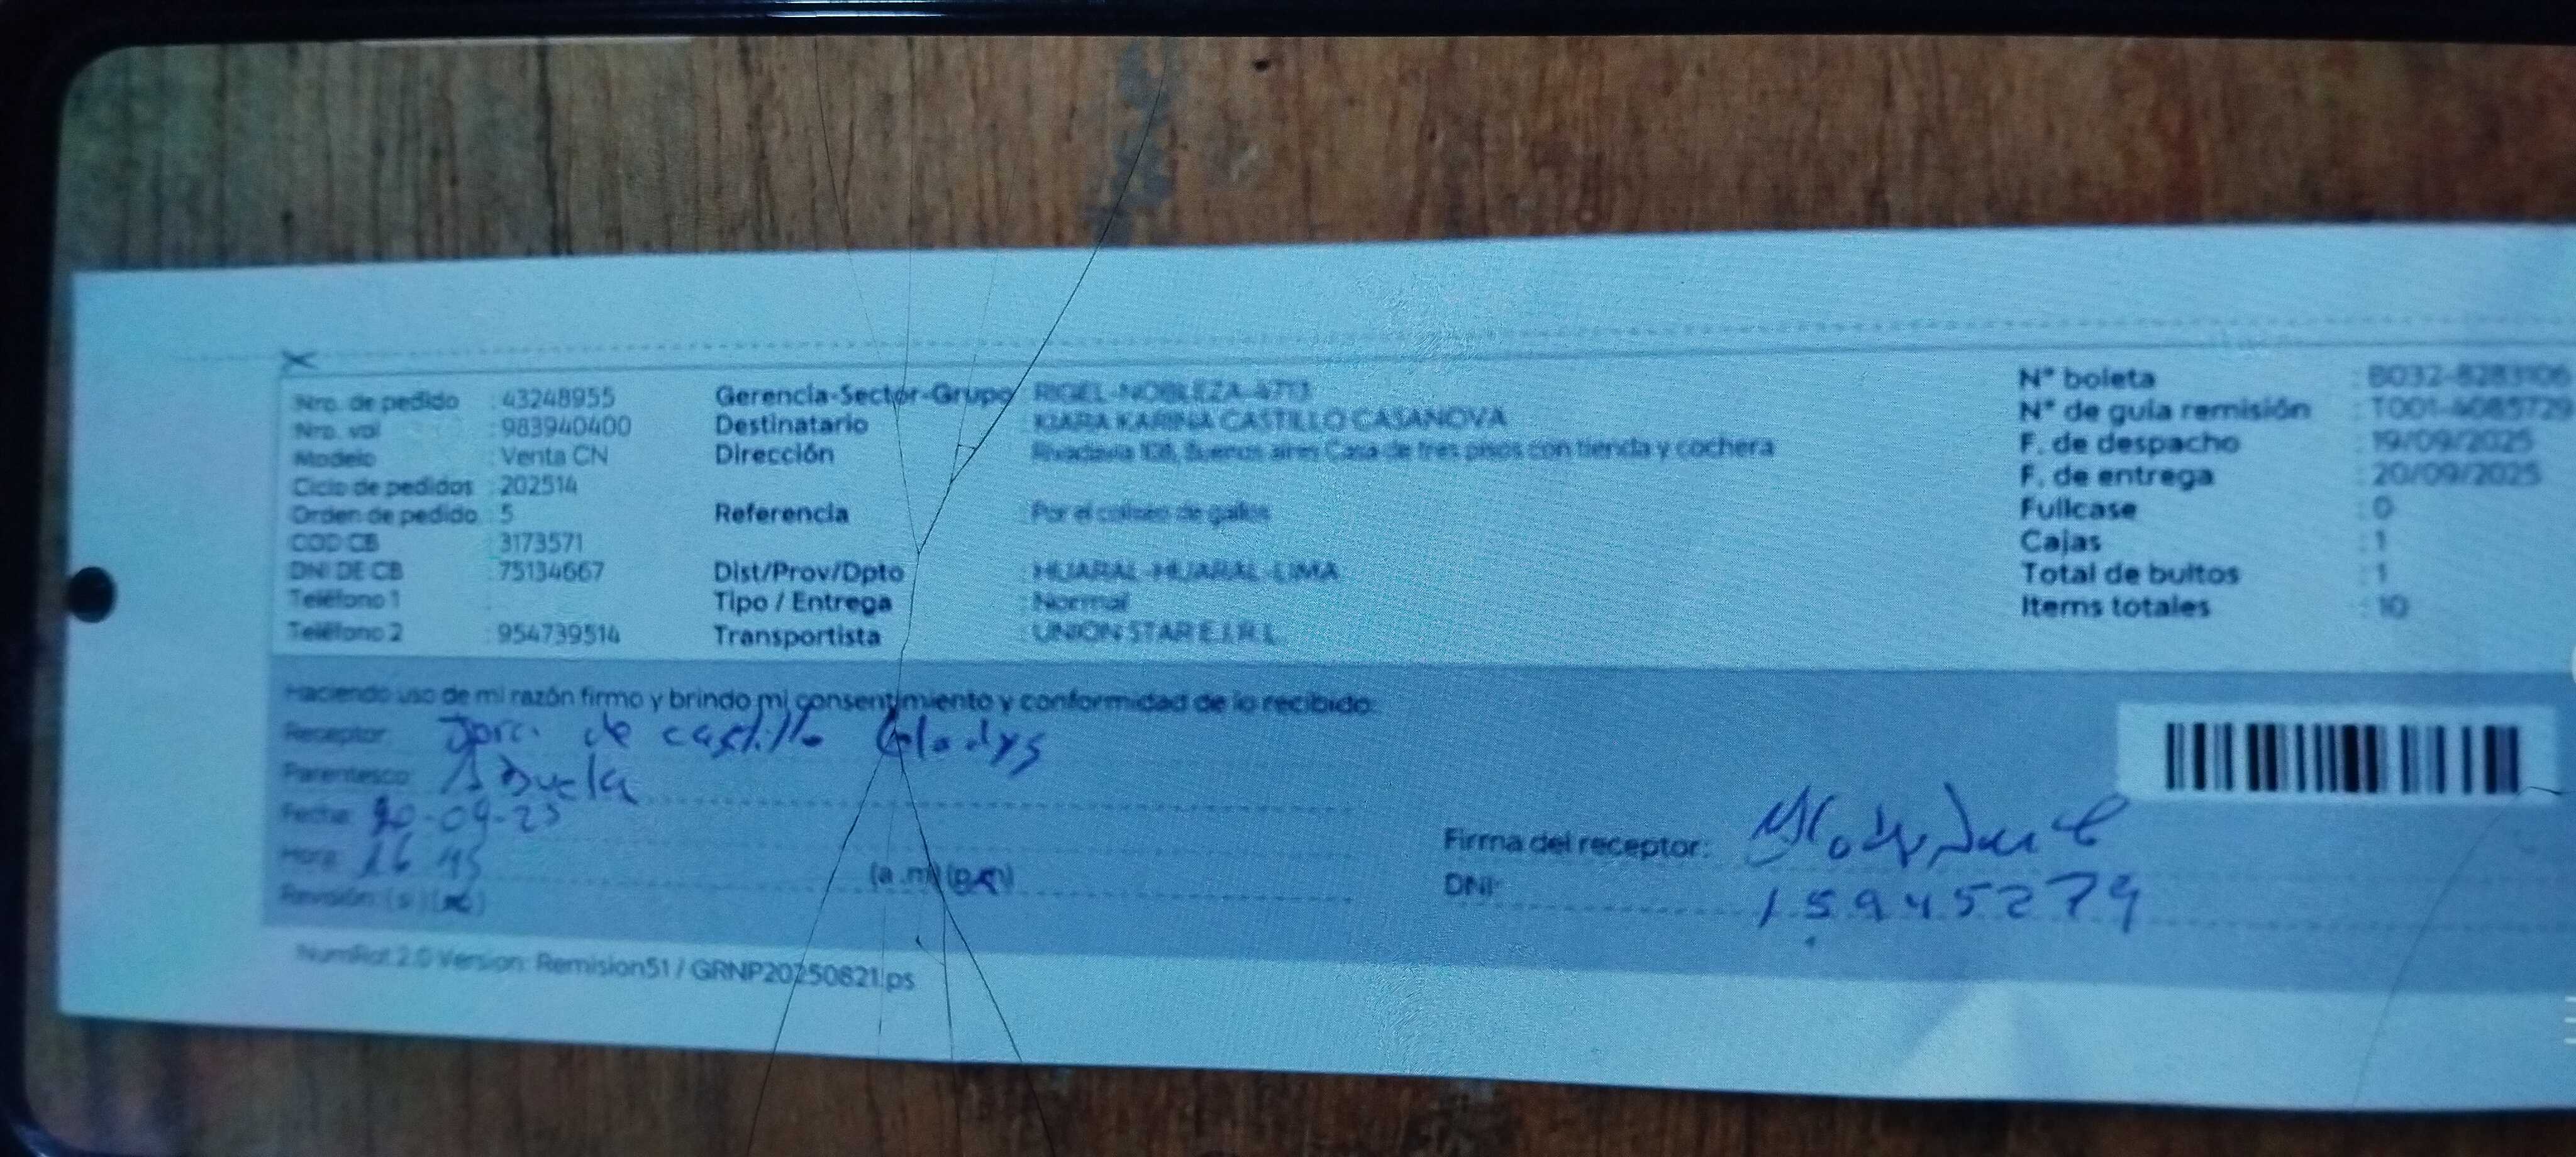 Nro. de pedido : 43248955
Nro. val : 983940400
Modelo : Venta CN
Ciclo de pedidos : 202514
Orden de pedido : 5
COD CB : 3173571
DNI DE CB : 75134667
Teléfono 1 :
Teléfono 2 : 954739514
Gerencia-Sector-Grupo : RIGEL-NOBLEZA-4713
Destinatario : KIARA KARINA CASTILLO CASANOVA
Dirección : Rivadavia Buenos aires Casa de tres pisos con tienda y cochera
Referencia : Por el coliseo de gallos
Dist/Prov/Dpto : HUARAL-HUARAL-LIMA
Tipo / Entrega : Normal
Transportista : UNION STAR E.I.R.L.
N° boleta : B032-
N° de guía remisión : T001-
F. de despacho : 19/09/2025
F. de entrega : 20/09/2025
Fullcase : 0
Cajas : 1
Total de bultos : 1
Items totales : 10
Haciendo uso de mi razón firmo y brindo mi consentimiento y conformidad de lo recibido:
Receptor: de castillo Gladys
Parentesco: Abuela
Fecha: 20-09-25
Hora: 16 45 (a.m) (p.m)
Revisión: (si) (no)
Firma del receptor:
DNI: 15945279
NumRot 2.0 Version: Remision51 / GRNP20250821.ps